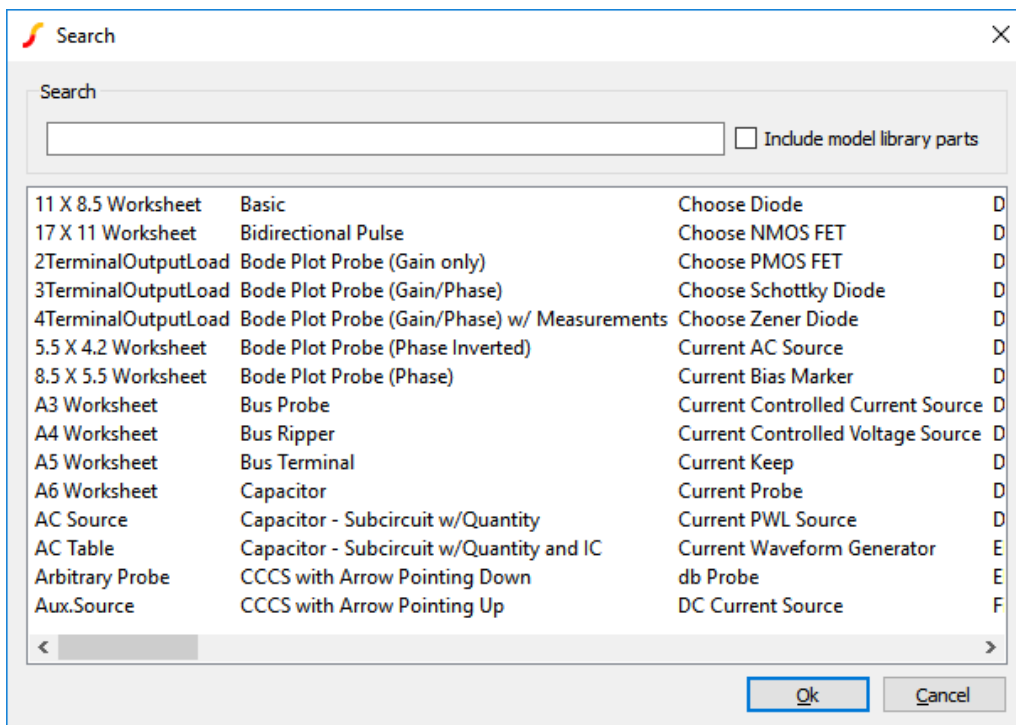 Search
Search
Include model library parts
11 X 8.5 Worksheet Basic Choose Diode D
17 X 11 Worksheet Bidirectional Pulse Choose NMOS FET D
2TerminalOutputLoad Bode Plot Probe (Gain only) Choose PMOS FET D
3TerminalOutputLoad Bode Plot Probe (Gain/Phase) Choose Schottky Diode D
4TerminalOutputLoad Bode Plot Probe (Gain/Phase) w/ Measurements Choose Zener Diode D
5.5 X 4.2 Worksheet Bode Plot Probe (Phase Inverted) Current AC Source D
8.5 X 5.5 Worksheet Bode Plot Probe (Phase) Current Bias Marker D
A3 Worksheet Bus Probe Current Controlled Current Source D
A4 Worksheet Bus Ripper Current Controlled Voltage Source D
A5 Worksheet Bus Terminal Current Keep D
A6 Worksheet Capacitor Current Probe D
AC Source Capacitor - Subcircuit w/Quantity Current PWL Source D
AC Table Capacitor - Subcircuit w/Quantity and IC Current Waveform Generator E
Arbitrary Probe CCCS with Arrow Pointing Down db Probe E
Aux.Source CCCS with Arrow Pointing Up DC Current Source F
Ok Cancel